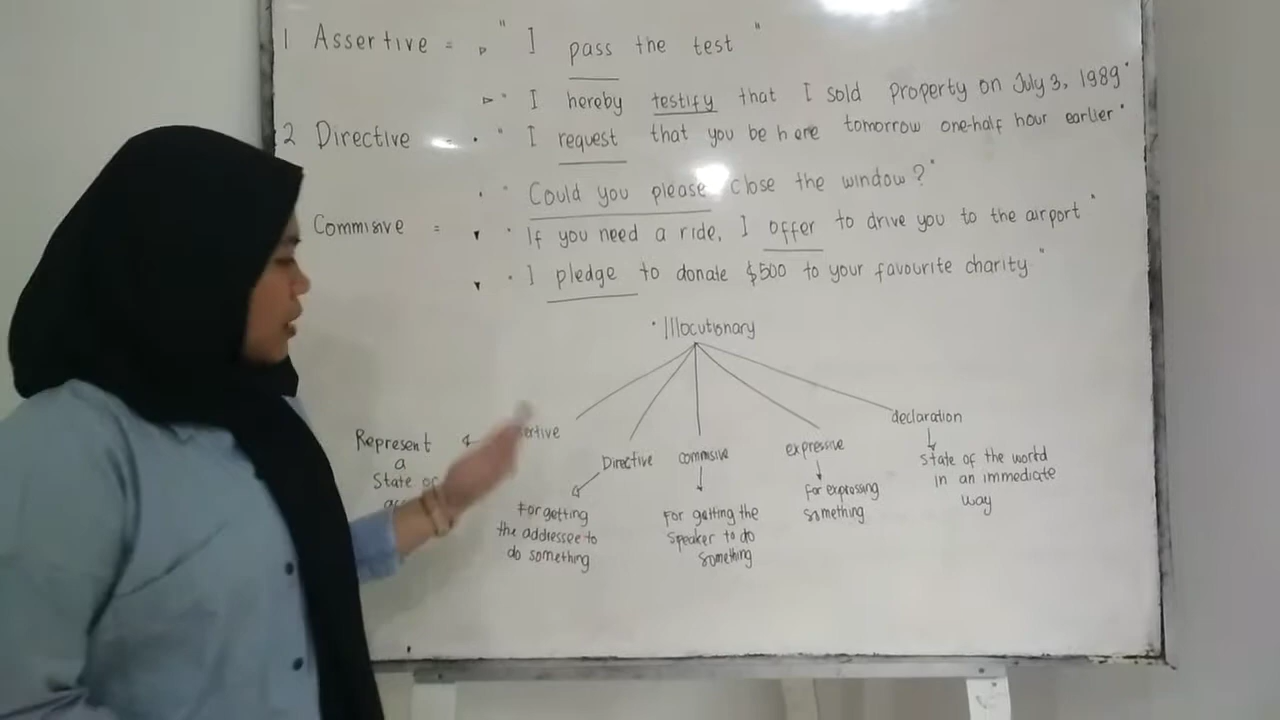 1 Assertive = ▹ " I pass the test "
▹ " I hereby testify that I sold property on July 3, 1989"
2 Directive = • " I request that you be here tomorrow one-half hour earlier"
• " Could you please close the window?"
Commisive = ▾ " If you need a ride, I offer to drive you to the airport "
▾ " I pledge to donate $500 to your favourite charity "
• Illocutionary
declaration
Represent
a
State of
expressive
Directive
commisive
State of the world
in an immediate
way
For expressing
something
For getting
the addressee to
do something
For getting the
speaker to do
something